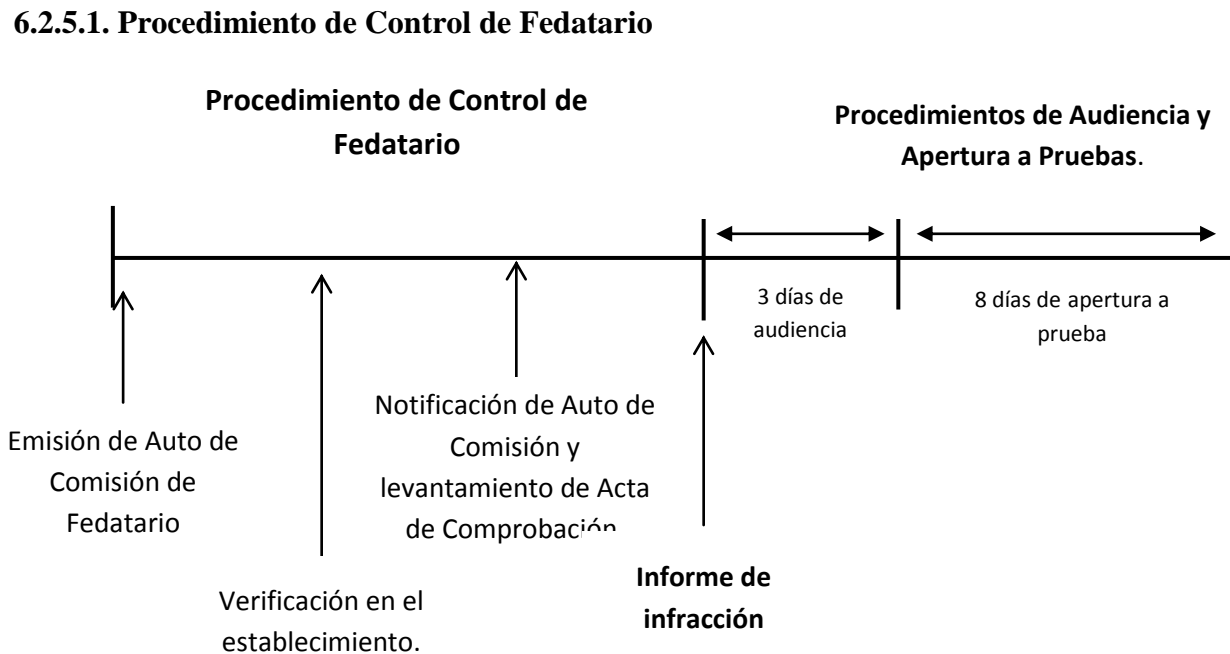 6.2.5.1. Procedimiento de Control de Fedatario
Procedimiento de Control de
Fedatario
Procedimientos de Audiencia y
Apertura a Pruebas.
3 días de
audiencia
8 días de apertura a
prueba
Emisión de Auto de
Comisión de
Fedatario
Verificación en el
establecimiento.
Notificación de Auto de
Comisión y
levantamiento de Acta
de Comprobación
Informe de
infracción